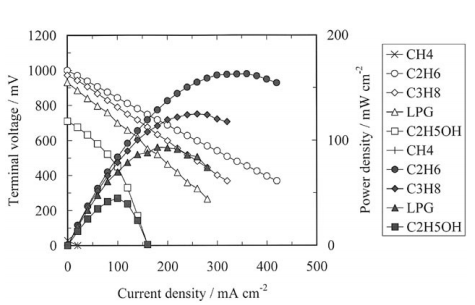 1200
1000
800
600
400
200
0
Terminal voltage / mV
0
100
200
300
400
500
Current density / mA cm-2
200
100
0
Power density / mW cm-2
CH4
C2H6
C3H8
LPG
C2H5OH
CH4
C2H6
C3H8
LPG
C2H5OH